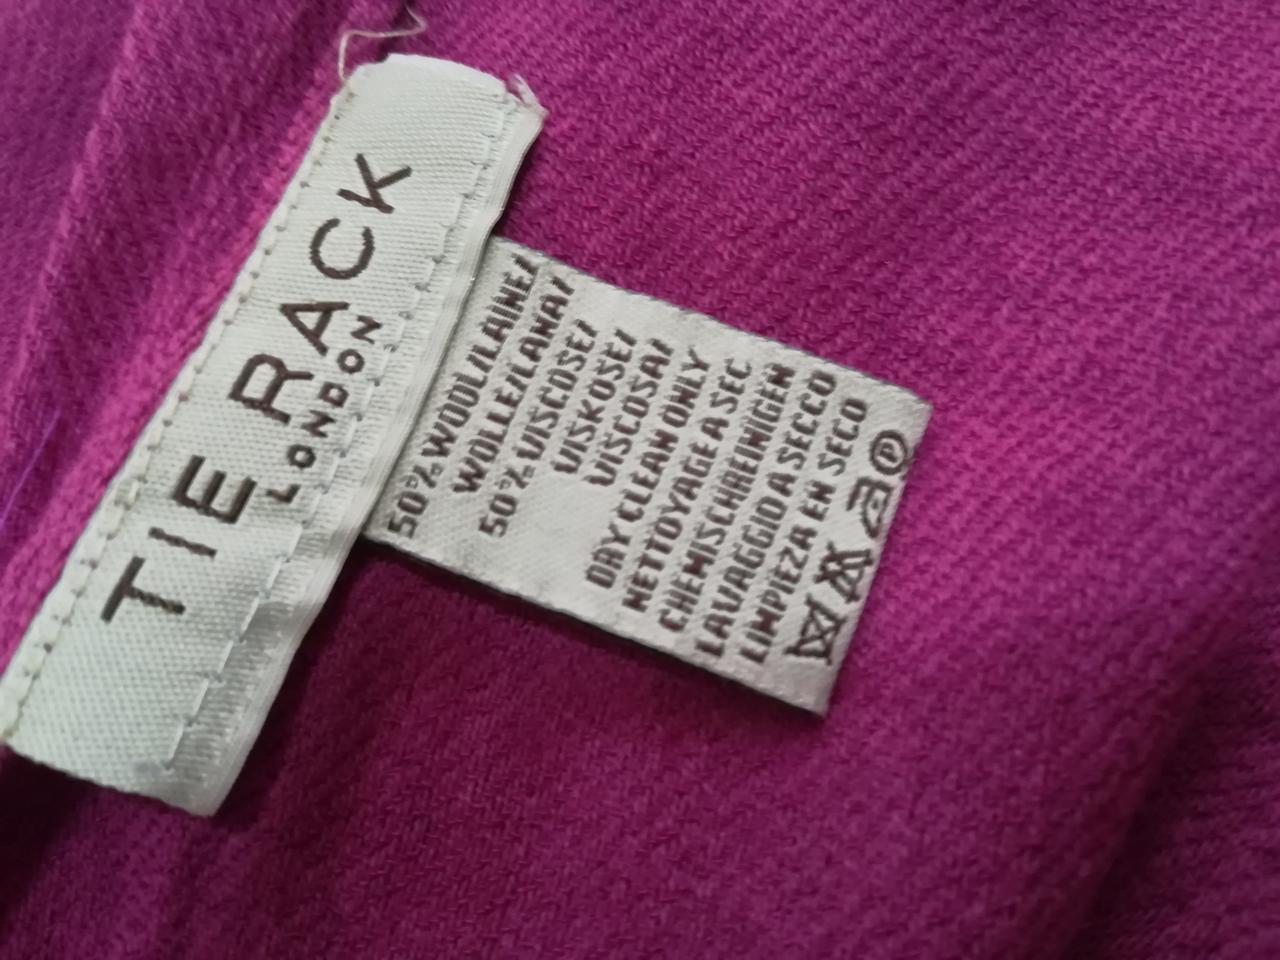 TIE RACK
LONDON
50% WOOL/LAINE/
WOLLE/LANA/
50% VISCOSE/
VISKOSE/
VISCOSA/
DRY CLEAN ONLY
NETTOYAGE A SEC
CHEMISCHREINIGEN
LAVAGGIO A SECCO
LIMPIEZA EN SECO
P